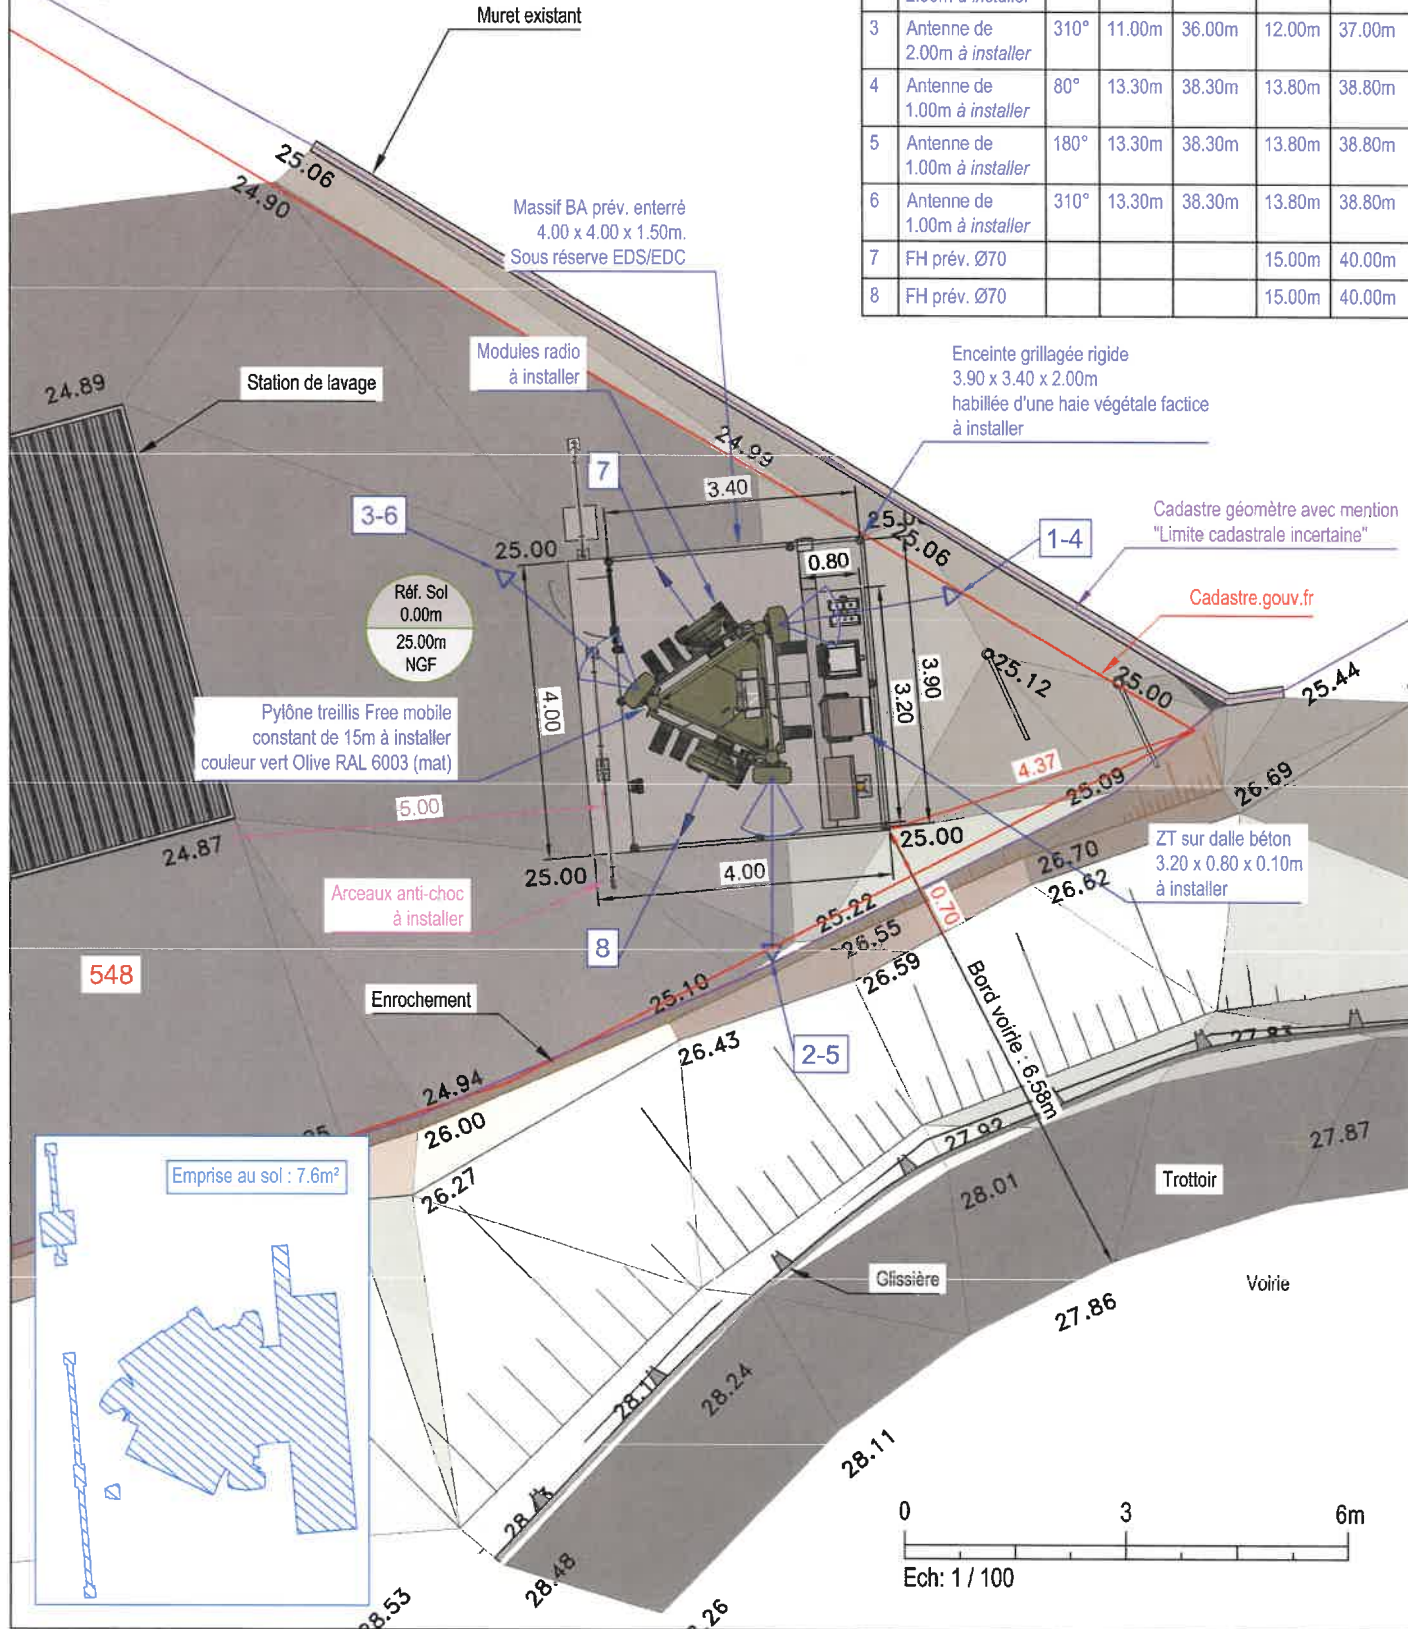 Muret existant
3 Antenne de 310° 11.00m 36.00m 12.00m 37.00m
2.00m à installer
4 Antenne de 80° 13.30m 38.30m 13.80m 38.80m
1.00m à installer
5 Antenne de 180° 13.30m 38.30m 13.80m 38.80m
1.00m à installer
6 Antenne de 310° 13.30m 38.30m 13.80m 38.80m
1.00m à installer
7 FH prév. Ø70 15.00m 40.00m
8 FH prév. Ø70 15.00m 40.00m
25.06
24.90
Massif BA prév. enterré
4.00 x 4.00 x 1.50m.
Sous réserve EDS/EDC
Modules radio
à installer
Enceinte grillagée rigide
3.90 x 3.40 x 2.00m
habillée d'une haie végétale factice
à installer
24.89
Station de lavage
24.99
7
3.40
3-6
Cadastre géomètre avec mention
"Limite cadastrale incertaine"
25.06
1-4
25.00
0.80
Réf. Sol
0.00m
25.00m
NGF
Cadastre.gouv.fr
3.90
3.20
25.12
25.00
25.44
4.00
Pylône treillis Free mobile
constant de 15m à installer
couleur vert Olive RAL 6003 (mat)
4.37
25.09
26.69
5.00
24.87
25.00
ZT sur dalle béton
3.20 x 0.80 x 0.10m
à installer
26.70
26.62
25.00
4.00
Arceaux anti-choc
à installer
0.70
25.22
26.55
26.59
8
548
Enrochement
25.10
26.43
2-5
Bord voirie : 6.58m
27.83
24.94
26.00
27.92
27.87
Emprise au sol : 7.6m²
26.27
28.01
Trottoir
Glissière
Voirie
27.86
28.24
28.11
0 3 6m
Ech: 1 / 100
28.48